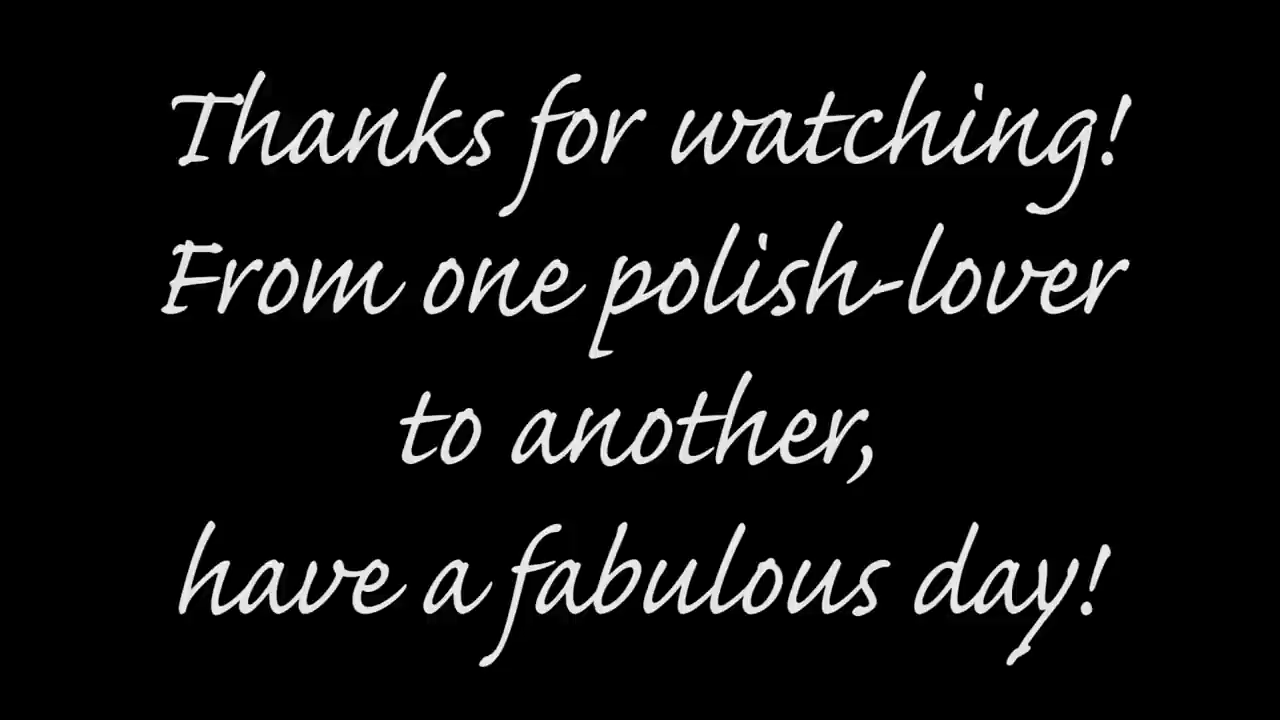 Thanks for watching!
From one polish-lover
to another,
have a fabulous day!